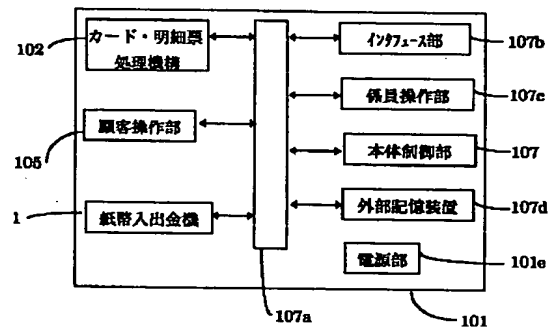 102
カード・明細票
処理機構
インタフェース部
107b
顧客操作部
105
係員操作部
107c
本体制御部
107
1
紙幣入出金機
外部記憶装置
107d
電源部
101e
107a
101